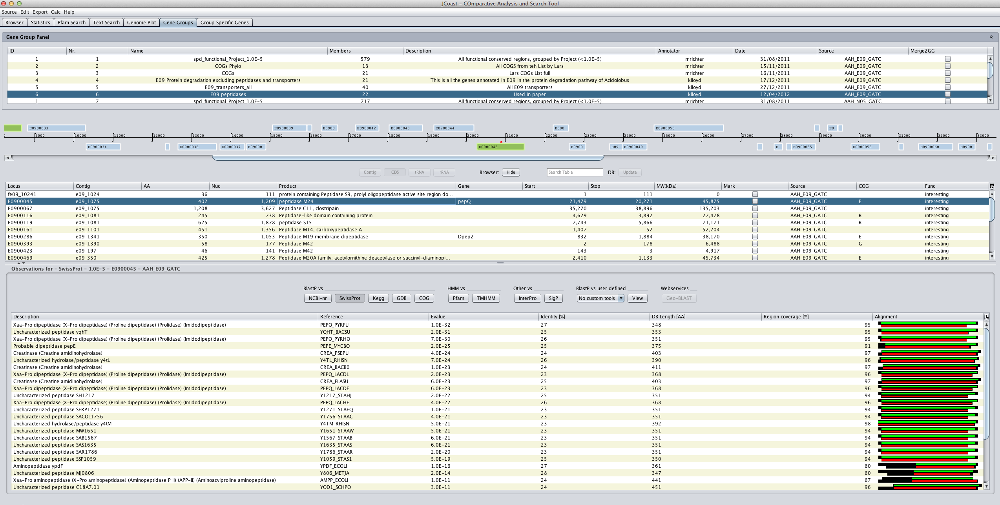 JCoast - COmparative Analysis and Search Tool
Source Edit Export Calc Help
Browser Statistics Pfam Search Text Search Genome Plot Gene Groups Group Specific Genes
Gene Group Panel
ID Nr. Name Members Description Annotator Date Source Merge2GG
1 1 spd_functional_Project_1.0E-5 579 All functional conserved regions, grouped by Project (<1.0E-5) mrichter 31/08/2011 AAH_E09_GATC
2 2 COGs Phylo 13 All COGS from teh List by Lars mrichter 15/11/2011 AAH_E09_GATC
3 3 COGs 21 Lars COGs List full mrichter 16/11/2011 AAH_E09_GATC
4 4 E09 Protein degradation excluding peptidases and transporters 21 This is all the genes annotated in E09 in the protein degradation pathway of Acidolobus klloyd 17/12/2011 AAH_E09_GATC
5 5 E09_transporters_all 40 All E09 transporters klloyd 27/12/2011 AAH_E09_GATC
6 6 E09 peptidases 22 Used in paper klloyd 12/04/2012 AAH_E09_GATC
1 7 spd_functional_Project_1.0E-5 717 All functional conserved regions, grouped by Project (<1.0E-5) mrichter 31/08/2011 AAH_N05_GATC
E0900033 E0900039 E0900 E0900042 E0900043 E0900044 E090 E0900050 E0
9000 10000 11000 12000 13000 14000 15000 16000 17000 18000 19000 20000 21000 22000 23000 24000 25000 26000 27000 28000 29000 30000 31000 32000 33000
E0900034 E0900036 E0900037 E09000 E0900045 E0900 E09 E0900049 E E0900055 E0900058 E0900060 E0900
Contig CDS tRNA rRNA Browser: Hide Search Table DB: Update
Locus Contig AA Nuc Product Gene Start Stop MW(kDa) Mark Source COG Func
fe09_10241 e09_1024 36 111 protein containing Peptidase S9, prolyl oligopeptidase active site region do... 1 111 0 AAH_E09_GATC interesting
E0900045 e09_1075 402 1,209 peptidase M24 pepQ 21,479 20,271 45,875 AAH_E09_GATC E interesting
E0900067 e09_1075 1,208 3,627 Peptidase C11, clostripain 35,270 38,896 135,203 AAH_E09_GATC interesting
E0900116 e09_1081 245 738 Peptidase-like domain containing protein 4,629 3,892 27,478 AAH_E09_GATC R interesting
E0900119 e09_1081 625 1,878 peptidase S15 7,743 5,866 71,171 AAH_E09_GATC R interesting
E0900161 e09_1101 451 1,356 Peptidase M14, carboxypeptidase A 1,407 52 52,204 AAH_E09_GATC interesting
E0900286 e09_1341 350 1,053 Peptidase M19 membrane dipeptidase Dpep2 832 1,884 38,170 AAH_E09_GATC E interesting
E0900393 e09_1390 58 177 Peptidase M42 2 178 6,488 AAH_E09_GATC G interesting
E0900423 e09_197 46 141 Peptidase M42 143 3 4,917 AAH_E09_GATC interesting
E0900469 e09_350 425 1,278 Peptidase M20A family; acetylornithine deacetylase or succinyl-diaminopi... 2,410 1,133 45,734 AAH_E09_GATC E interesting
Observations for - SwissProt - 1.0E-5 - E0900045 - AAH_E09_GATC
BlastP vs HMM vs Other vs BlastP vs user defined Webservices
NCBI-nr SwissProt Kegg GDB COG Pfam TMHMM InterPro SigP No custom tools View Geo-BLAST
Description Reference Evalue Identity [%] DB Length [AA] Region coverage [%] Alignment
Xaa-Pro dipeptidase (X-Pro dipeptidase) (Proline dipeptidase) (Prolidase) (Imidodipeptidase) PEPQ_PYRFU 1.0E-32 27 348 95
Uncharacterized peptidase yqhT YQHT_BACSU 2.0E-31 25 353 95
Xaa-Pro dipeptidase (X-Pro dipeptidase) (Proline dipeptidase) (Prolidase) (Imidodipeptidase) PEPQ_PYRHO 7.0E-30 26 351 95
Probable dipeptidase pepE PEPE_MYCBO 2.0E-25 25 375 91
Creatinase (Creatine amidinohydrolase) CREA_PSEPU 4.0E-24 24 403 97
Uncharacterized hydrolase/peptidase y4tL Y4TL_RHISN 7.0E-24 26 390 96
Creatinase (Creatine amidinohydrolase) CREA_BACB0 1.0E-23 24 411 97
Xaa-Pro dipeptidase (X-Pro dipeptidase) (Proline dipeptidase) (Prolidase) (Imidodipeptidase) PEPQ_LACDL 2.0E-23 23 368 96
Creatinase (Creatine amidinohydrolase) CREA_FLASU 6.0E-23 25 403 97
Xaa-Pro dipeptidase (X-Pro dipeptidase) (Proline dipeptidase) (Prolidase) (Imidodipeptidase) PEPQ_LACDE 6.0E-23 23 368 96
Uncharacterized peptidase SH1217 Y1217_STAHJ 2.0E-22 25 351 94
Xaa-Pro dipeptidase (X-Pro dipeptidase) (Proline dipeptidase) (Prolidase) (Imidodipeptidase) PEPQ_LACHE 4.0E-22 26 368 96
Uncharacterized peptidase SERP1271 Y1271_STAEQ 1.0E-21 23 351 94
Uncharacterized peptidase SACOL1756 Y1756_STAAC 4.0E-21 23 351 94
Uncharacterized hydrolase/peptidase y4tM Y4TM_RHISN 5.0E-21 23 392 98
Uncharacterized peptidase MW1651 Y1651_STAAW 5.0E-21 23 351 94
Uncharacterized peptidase SAB1567 Y1567_STAAB 6.0E-21 23 351 94
Uncharacterized peptidase SAS1635 Y1635_STAAS 6.0E-21 23 351 94
Uncharacterized peptidase SAR1786 Y1786_STAAR 2.0E-20 23 351 94
Uncharacterized peptidase SSP1059 Y1059_STAS1 5.0E-19 25 350 94
Aminopeptidase ypdF YPDF_ECOLI 1.0E-16 27 361 60
Uncharacterized peptidase MJ0806 Y806_METJA 2.0E-14 28 347 60
Xaa-Pro aminopeptidase (X-Pro aminopeptidase) (Aminopeptidase P II) (APP-II) (Aminoacylproline aminopeptidase) AMPP_ECOLI 1.0E-11 24 441 67
Uncharacterized peptidase C18A7.01 YOD1_SCHPO 3.0E-11 24 451 96